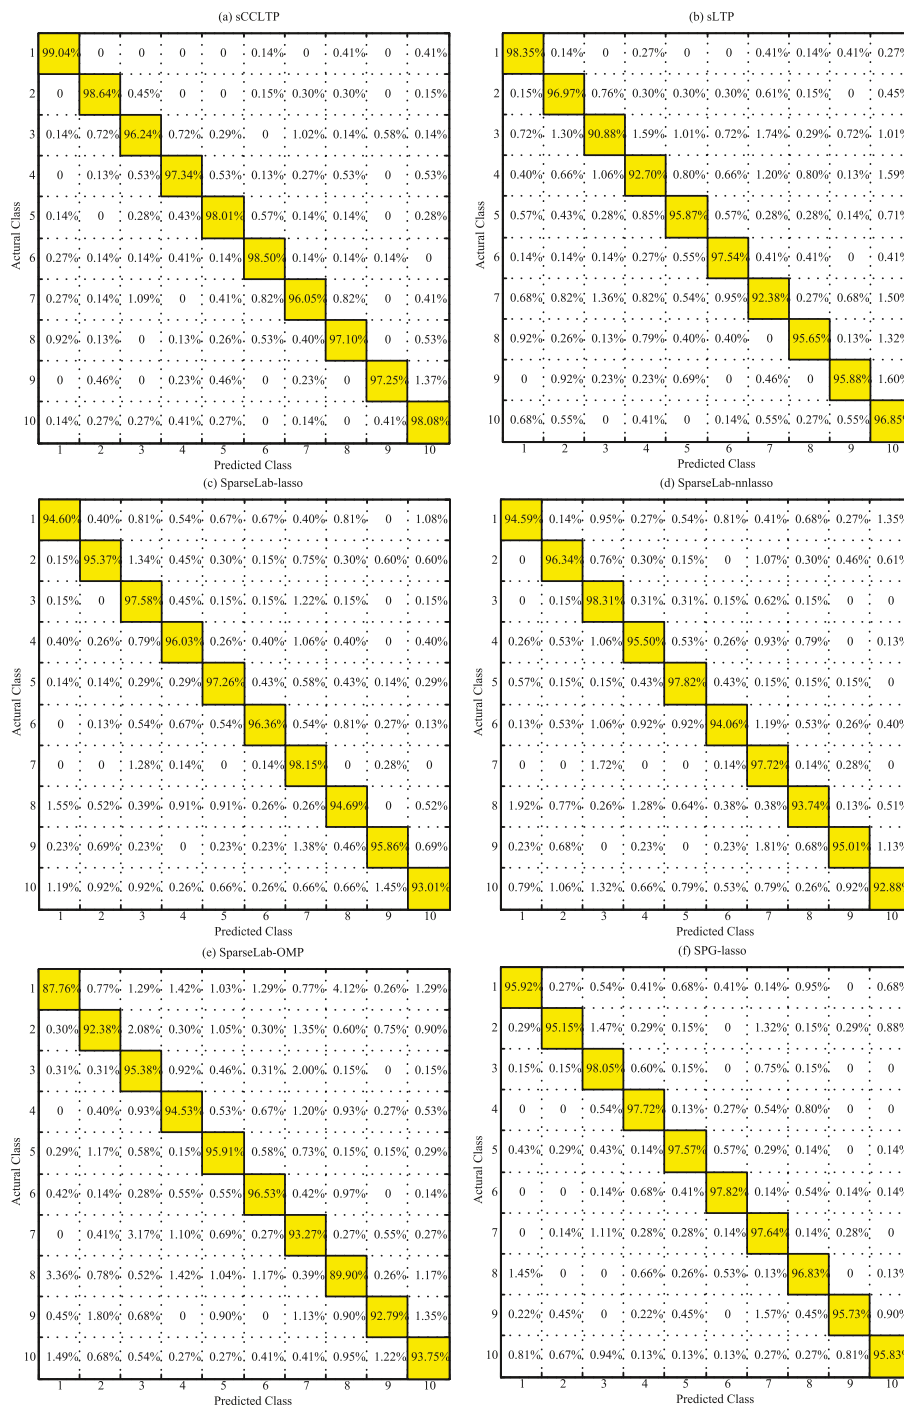 (a) sCCLTP
1 99.04% 0 0 0 0 0.14% 0 0.41% 0 0.41%
2 0 98.64% 0.45% 0 0 0.15% 0.30% 0.30% 0 0.15%
3 0.14% 0.72% 96.24% 0.72% 0.29% 0 1.02% 0.14% 0.58% 0.14%
4 0 0.13% 0.53% 97.34% 0.53% 0.13% 0.27% 0.53% 0 0.53%
5 0.14% 0 0.28% 0.43% 98.01% 0.57% 0.14% 0.14% 0 0.28%
6 0.27% 0.14% 0.14% 0.41% 0.14% 98.50% 0.14% 0.14% 0.14% 0
7 0.27% 0.14% 1.09% 0 0.41% 0.82% 96.05% 0.82% 0 0.41%
8 0.92% 0.13% 0 0.13% 0.26% 0.53% 0.40% 97.10% 0 0.53%
9 0 0.46% 0 0.23% 0.46% 0 0.23% 0 97.25% 1.37%
10 0.14% 0.27% 0.27% 0.41% 0.27% 0 0.14% 0 0.41% 98.08%
1 2 3 4 5 6 7 8 9 10
Predicted Class
Actural Class
(b) sLTP
1 98.35% 0.14% 0 0.27% 0 0 0.41% 0.14% 0.41% 0.27%
2 0.15% 96.97% 0.76% 0.30% 0.30% 0.30% 0.61% 0.15% 0 0.45%
3 0.72% 1.30% 90.88% 1.59% 1.01% 0.72% 1.74% 0.29% 0.72% 1.01%
4 0.40% 0.66% 1.06% 92.70% 0.80% 0.66% 1.20% 0.80% 0.13% 1.59%
5 0.57% 0.43% 0.28% 0.85% 95.87% 0.57% 0.28% 0.28% 0.14% 0.71%
6 0.14% 0.14% 0.14% 0.27% 0.55% 97.54% 0.41% 0.41% 0 0.41%
7 0.68% 0.82% 1.36% 0.82% 0.54% 0.95% 92.38% 0.27% 0.68% 1.50%
8 0.92% 0.26% 0.13% 0.79% 0.40% 0.40% 0 95.65% 0.13% 1.32%
9 0 0.92% 0.23% 0.23% 0.69% 0 0.46% 0 95.88% 1.60%
10 0.68% 0.55% 0 0.41% 0 0.14% 0.55% 0.27% 0.55% 96.85%
1 2 3 4 5 6 7 8 9 10
Predicted Class
Actural Class
(c) SparseLab-lasso
1 94.60% 0.40% 0.81% 0.54% 0.67% 0.67% 0.40% 0.81% 0 1.08%
2 0.15% 95.37% 1.34% 0.45% 0.30% 0.15% 0.75% 0.30% 0.60% 0.60%
3 0.15% 0 97.58% 0.45% 0.15% 0.15% 1.22% 0.15% 0 0.15%
4 0.40% 0.26% 0.79% 96.03% 0.26% 0.40% 1.06% 0.40% 0 0.40%
5 0.14% 0.14% 0.29% 0.29% 97.26% 0.43% 0.58% 0.43% 0.14% 0.29%
6 0 0.13% 0.54% 0.67% 0.54% 96.36% 0.54% 0.81% 0.27% 0.13%
7 0 0 1.28% 0.14% 0 0.14% 98.15% 0 0.28% 0
8 1.55% 0.52% 0.39% 0.91% 0.91% 0.26% 0.26% 94.69% 0 0.52%
9 0.23% 0.69% 0.23% 0 0.23% 0.23% 1.38% 0.46% 95.86% 0.69%
10 1.19% 0.92% 0.92% 0.26% 0.66% 0.26% 0.66% 0.66% 1.45% 93.01%
1 2 3 4 5 6 7 8 9 10
Predicted Class
Actural Class
(d) SparseLab-nnlasso
1 94.59% 0.14% 0.95% 0.27% 0.54% 0.81% 0.41% 0.68% 0.27% 1.35%
2 0 96.34% 0.76% 0.30% 0.15% 0 1.07% 0.30% 0.46% 0.61%
3 0 0.15% 98.31% 0.31% 0.31% 0.15% 0.62% 0.15% 0 0
4 0.26% 0.53% 1.06% 95.50% 0.53% 0.26% 0.93% 0.79% 0 0.13%
5 0.57% 0.15% 0.15% 0.43% 97.82% 0.43% 0.15% 0.15% 0.15% 0
6 0.13% 0.53% 1.06% 0.92% 0.92% 94.06% 1.19% 0.53% 0.26% 0.40%
7 0 0 1.72% 0 0 0.14% 97.72% 0.14% 0.28% 0
8 1.92% 0.77% 0.26% 1.28% 0.64% 0.38% 0.38% 93.74% 0.13% 0.51%
9 0.23% 0.68% 0 0.23% 0 0.23% 1.81% 0.68% 95.01% 1.13%
10 0.79% 1.06% 1.32% 0.66% 0.79% 0.53% 0.79% 0.26% 0.92% 92.88%
1 2 3 4 5 6 7 8 9 10
Predicted Class
Actural Class
(e) SparseLab-OMP
1 87.76% 0.77% 1.29% 1.42% 1.03% 1.29% 0.77% 4.12% 0.26% 1.29%
2 0.30% 92.38% 2.08% 0.30% 1.05% 0.30% 1.35% 0.60% 0.75% 0.90%
3 0.31% 0.31% 95.38% 0.92% 0.46% 0.31% 2.00% 0.15% 0 0.15%
4 0 0.40% 0.93% 94.53% 0.53% 0.67% 1.20% 0.93% 0.27% 0.53%
5 0.29% 1.17% 0.58% 0.15% 95.91% 0.58% 0.73% 0.15% 0.15% 0.29%
6 0.42% 0.14% 0.28% 0.55% 0.55% 96.53% 0.42% 0.97% 0 0.14%
7 0 0.41% 3.17% 1.10% 0.69% 0.27% 93.27% 0.27% 0.55% 0.27%
8 3.36% 0.78% 0.52% 1.42% 1.04% 1.17% 0.39% 89.90% 0.26% 1.17%
9 0.45% 1.80% 0.68% 0 0.90% 0 1.13% 0.90% 92.79% 1.35%
10 1.49% 0.68% 0.54% 0.27% 0.27% 0.41% 0.41% 0.95% 1.22% 93.75%
1 2 3 4 5 6 7 8 9 10
Predicted Class
Actural Class
(f) SPG-lasso
1 95.92% 0.27% 0.54% 0.41% 0.68% 0.41% 0.14% 0.95% 0 0.68%
2 0.29% 95.15% 1.47% 0.29% 0.15% 0 1.32% 0.15% 0.29% 0.88%
3 0.15% 0.15% 98.05% 0.60% 0.15% 0 0.75% 0.15% 0 0
4 0 0 0.54% 97.72% 0.13% 0.27% 0.54% 0.80% 0 0
5 0.43% 0.29% 0.43% 0.14% 97.57% 0.57% 0.29% 0.14% 0 0.14%
6 0 0 0.14% 0.68% 0.41% 97.82% 0.14% 0.54% 0.14% 0.14%
7 0 0.14% 1.11% 0.28% 0.28% 0.14% 97.64% 0.14% 0.28% 0
8 1.45% 0 0 0.66% 0.26% 0.53% 0.13% 96.83% 0 0.13%
9 0.22% 0.45% 0 0.22% 0.45% 0 1.57% 0.45% 95.73% 0.90%
10 0.81% 0.67% 0.94% 0.13% 0.13% 0.13% 0.27% 0.27% 0.81% 95.83%
1 2 3 4 5 6 7 8 9 10
Predicted Class
Actural Class